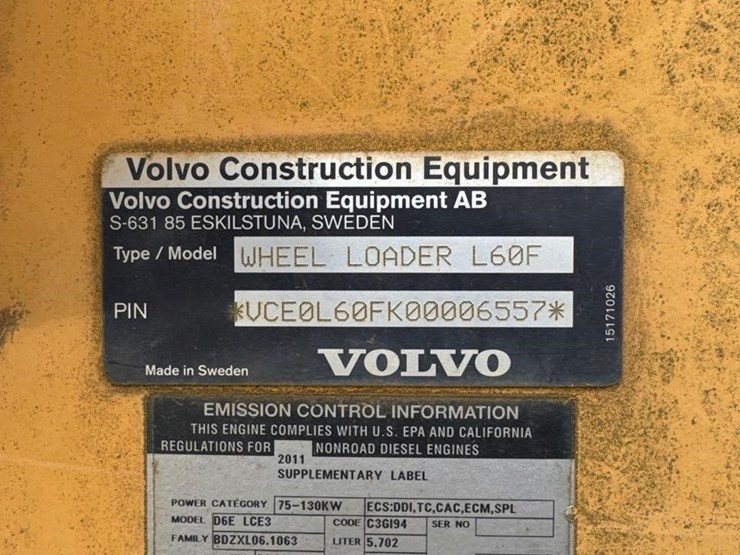 Volvo Construction Equipment
Volvo Construction Equipment AB
S-631 85 ESKILSTUNA, SWEDEN
Type / Model WHEEL LOADER L60F
PIN *VCE0L60FK00006557*
15171026
Made in Sweden VOLVO
EMISSION CONTROL INFORMATION
THIS ENGINE COMPLIES WITH U.S. EPA AND CALIFORNIA
REGULATIONS FOR 2011 NONROAD DIESEL ENGINES
SUPPLEMENTARY LABEL
POWER CATEGORY 75-130KW ECS:DDI,TC,CAC,ECM,SPL
MODEL D6E LCE3 CODE C3GI94 SER NO
FAMILY BDZXL06.1063 LITER 5.702